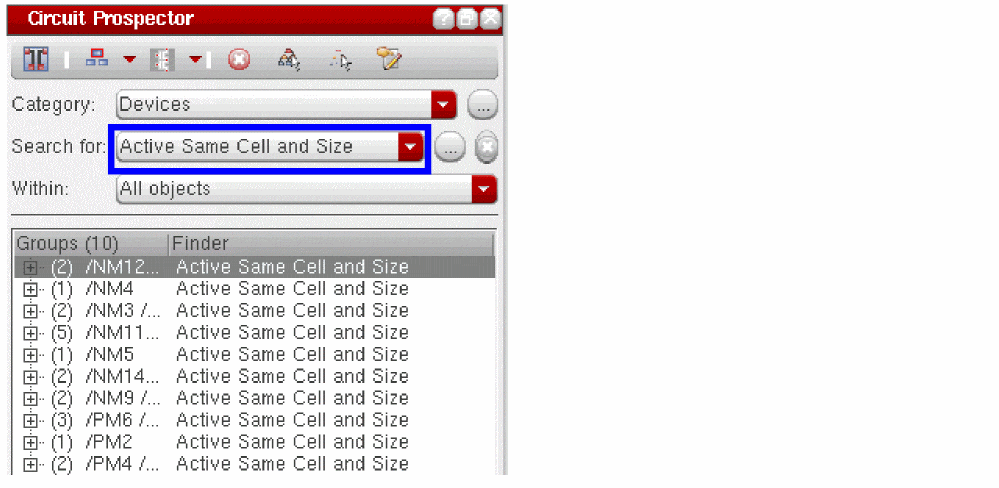 Circuit Prospector
Category: Devices ...
Search for: Active Same Cell and Size ...
Within: All objects
Groups (10) Finder
(2) /NM12... Active Same Cell and Size
(1) /NM4 Active Same Cell and Size
(2) /NM3 /... Active Same Cell and Size
(5) /NM11... Active Same Cell and Size
(1) /NM5 Active Same Cell and Size
(2) /NM14... Active Same Cell and Size
(2) /NM9 /... Active Same Cell and Size
(3) /PM6 /... Active Same Cell and Size
(1) /PM2 Active Same Cell and Size
(2) /PM4 /... Active Same Cell and Size